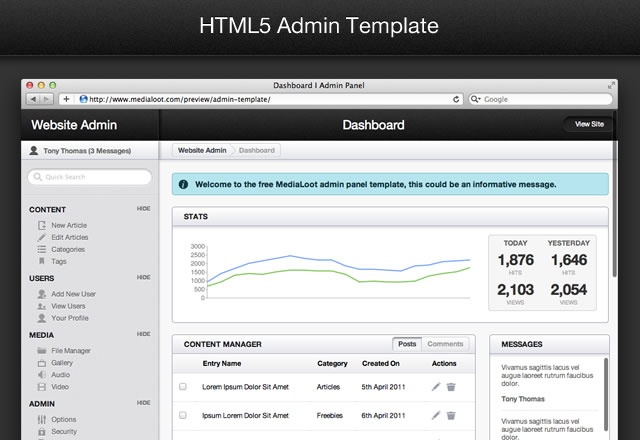 HTML5 Admin Template
Dashboard | Admin Panel
http://www.medialoot.com/preview/admin-template/
Google
Website Admin
Dashboard
View Site
Tony Thomas (3 Messages)
Website Admin
Dashboard
Quick Search
Welcome to the free MediaLoot admin panel template, this could be an informative message.
CONTENT
HIDE
New Article
Edit Articles
Categories
Tags
USERS
HIDE
Add New User
View Users
Your Profile
MEDIA
HIDE
File Manager
Gallery
Audio
Video
ADMIN
HIDE
Options
Security
STATS
3000
2500
2000
1500
1000
500
0
TODAY
YESTERDAY
1,876
1,646
HITS
HITS
2,103
2,054
VIEWS
VIEWS
CONTENT MANAGER
Posts
Comments
Entry Name
Category
Created On
Actions
Lorem Ipsum Dolor Sit Amet
Articles
5th April 2011
Ipsum Lorem Dolor Sit Amet
Freebies
6th April 2011
MESSAGES
Vivamus sagittis lacus vel
augue laoreet rutrum faucibus
dolor.
Tony Thomas
Vivamus sagittis lacus vel